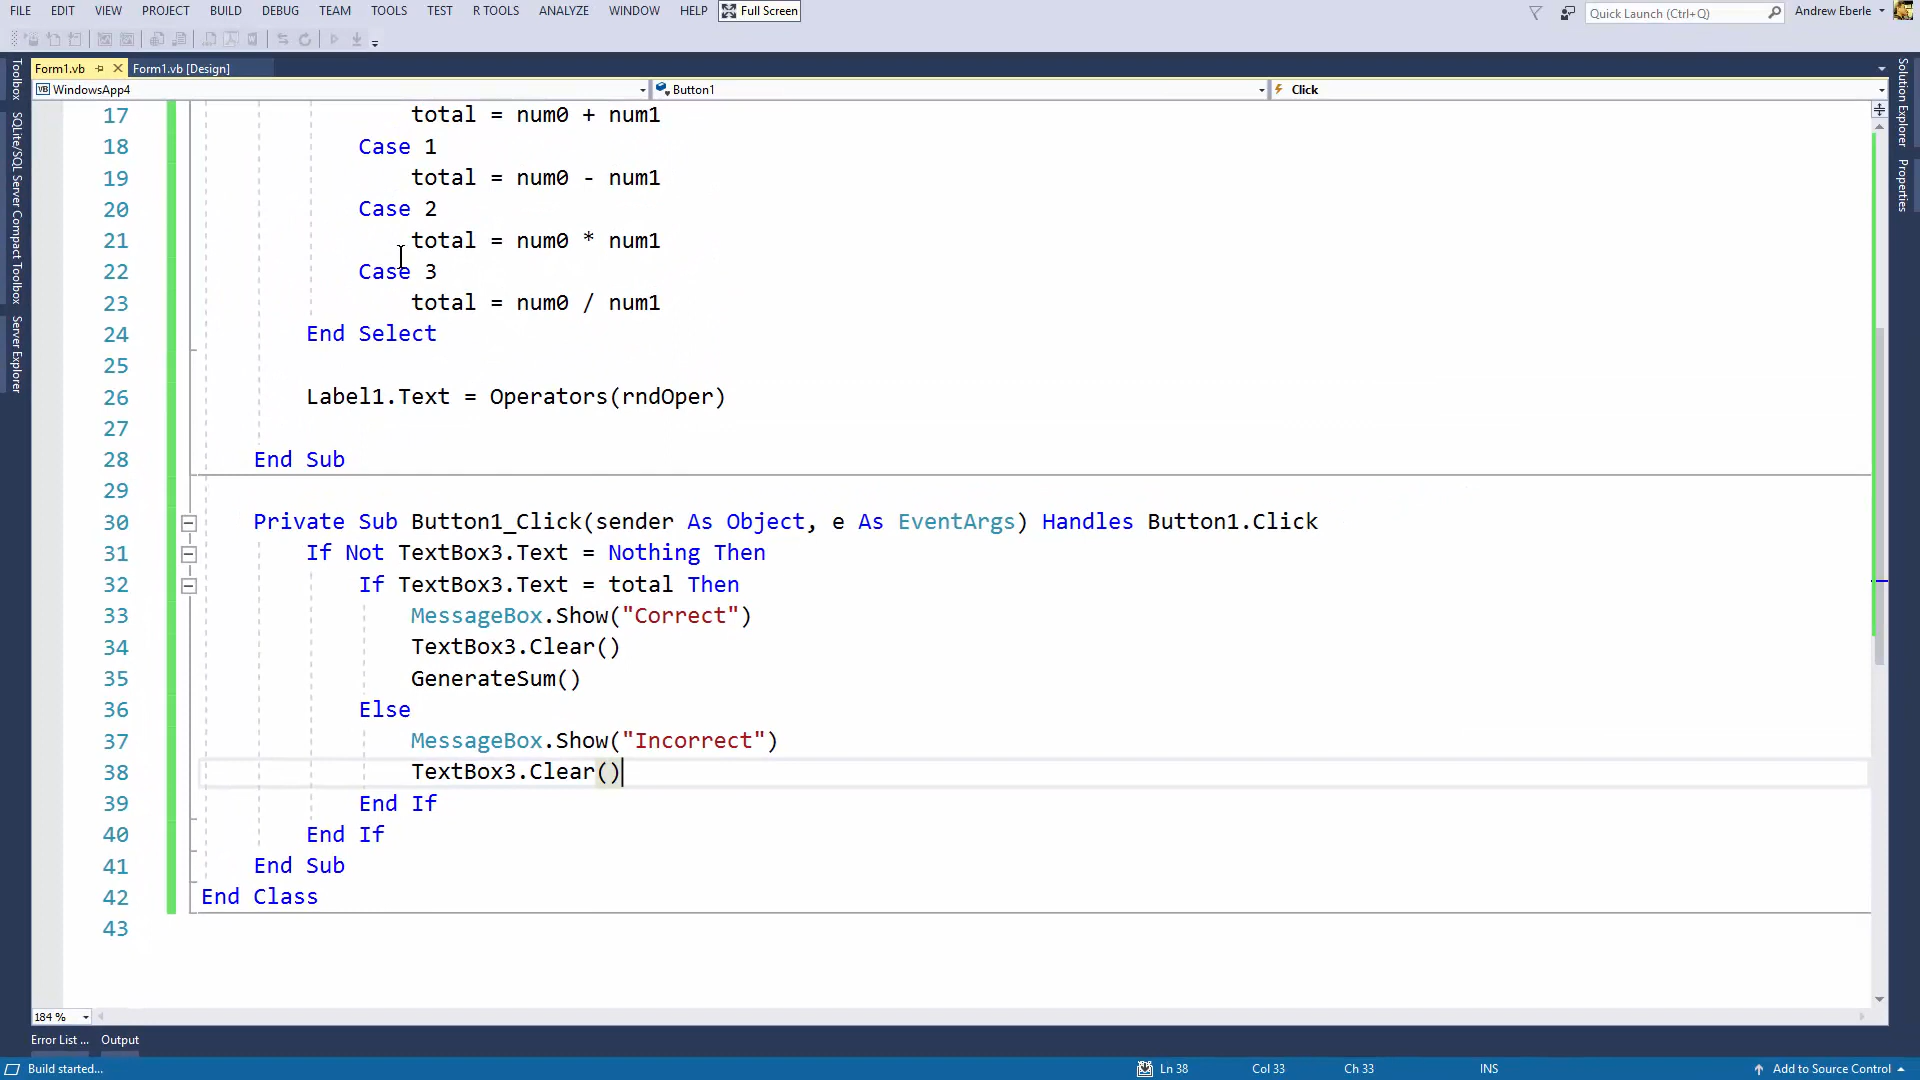 FILE EDIT VIEW PROJECT BUILD DEBUG TEAM TOOLS TEST R TOOLS ANALYZE WINDOW HELP Full Screen Quick Launch (Ctrl+Q) Andrew Eberle
Form1.vb Form1.vb [Design]
WindowsApp4 Button1 Click
Toolbox
SQLite/SQL Server Compact Toolbox
Server Explorer
Solution Explorer
Properties
17 total = num0 + num1
18 Case 1
19 total = num0 - num1
20 Case 2
21 total = num0 * num1
22 Case 3
23 total = num0 / num1
24 End Select
25
26 Label1.Text = Operators(rndOper)
27
28 End Sub
29
30 Private Sub Button1_Click(sender As Object, e As EventArgs) Handles Button1.Click
31 If Not TextBox3.Text = Nothing Then
32 If TextBox3.Text = total Then
33 MessageBox.Show("Correct")
34 TextBox3.Clear()
35 GenerateSum()
36 Else
37 MessageBox.Show("Incorrect")
38 TextBox3.Clear()
39 End If
40 End If
41 End Sub
42 End Class
43
184 %
Error List ... Output
Build started... Ln 38 Col 33 Ch 33 INS Add to Source Control